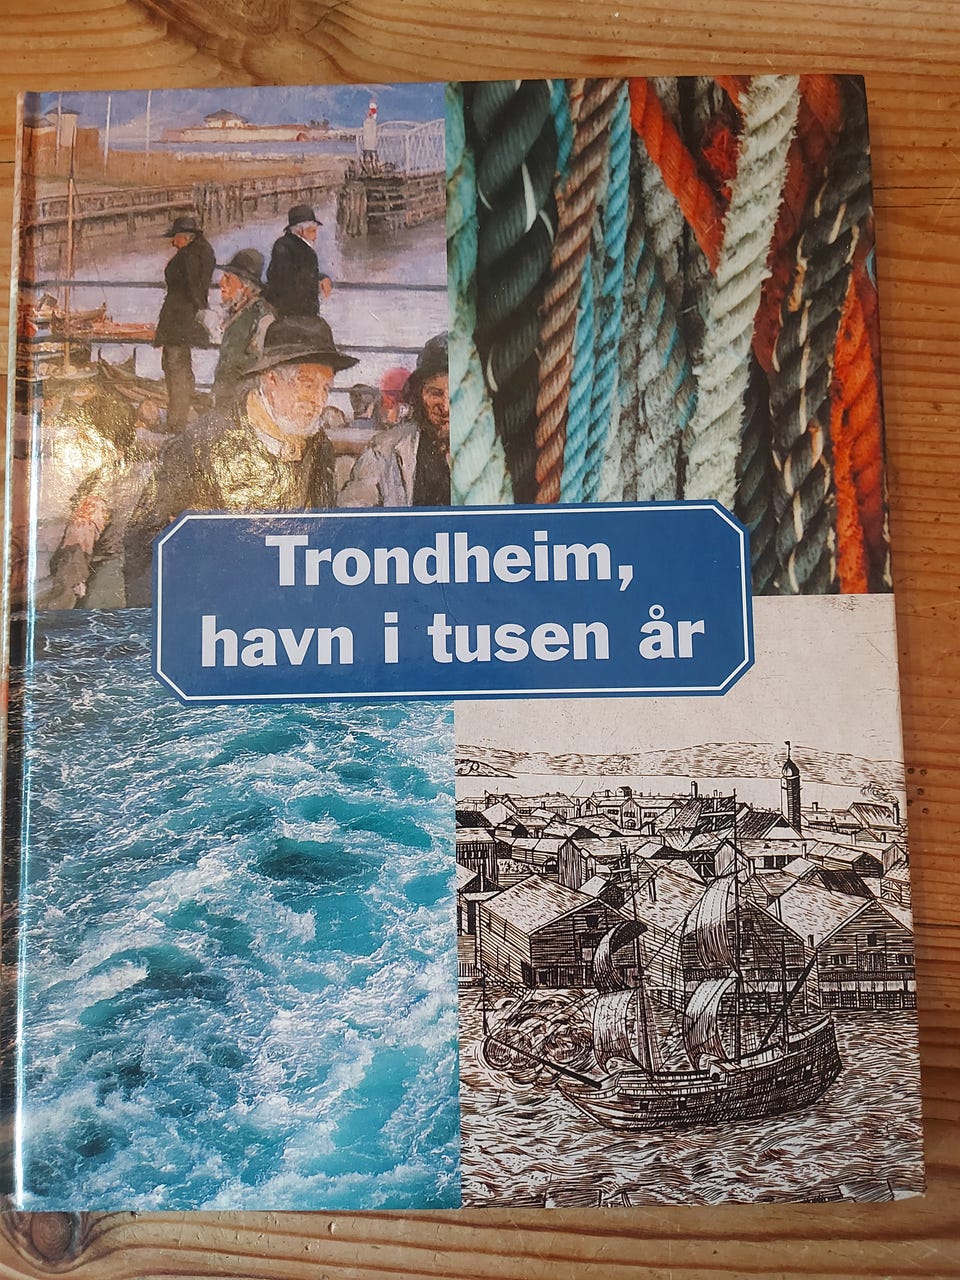 Trondheim,
havn i tusen år